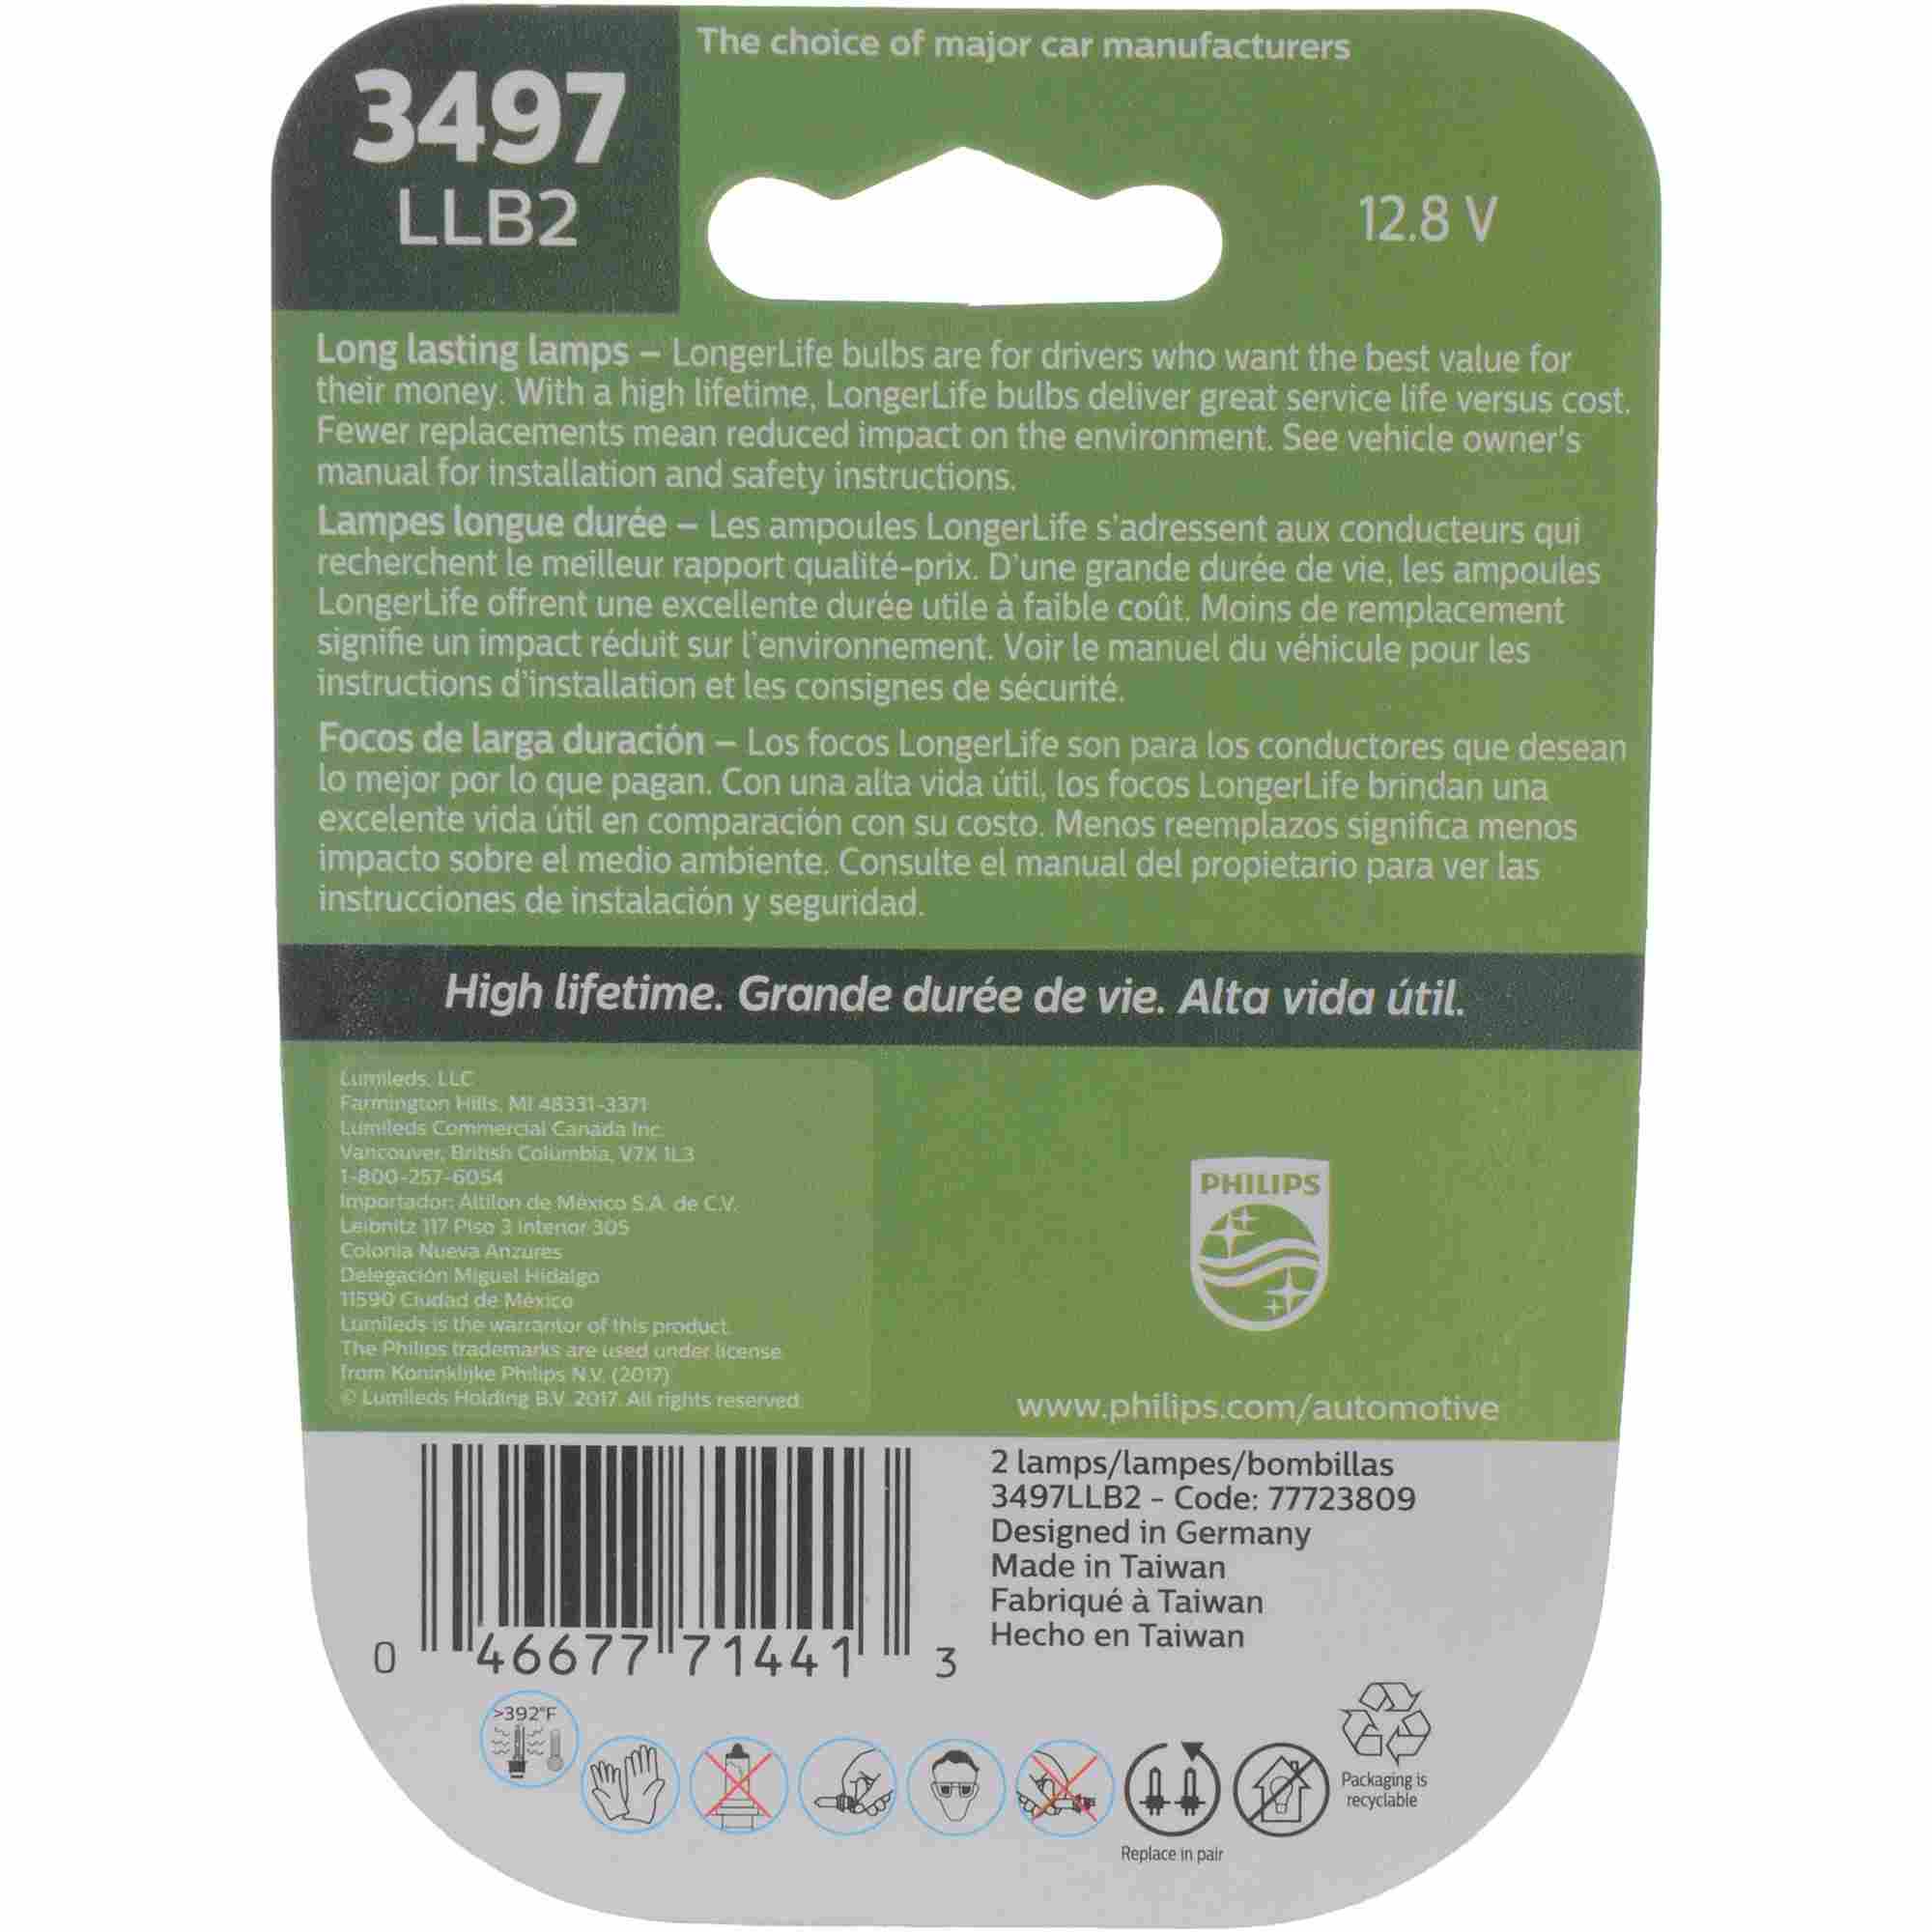 The choice of major car manufacturers
3497
LLB2
12.8 V
Long lasting lamps – LongerLife bulbs are for drivers who want the best value for
their money. With a high lifetime, LongerLife bulbs deliver great service life versus cost.
Fewer replacements mean reduced impact on the environment. See vehicle owner's
manual for installation and safety instructions.
Lampes longue durée – Les ampoules LongerLife s'adressent aux conducteurs qui
recherchent le meilleur rapport qualité-prix. D'une grande durée de vie, les ampoules
LongerLife offrent une excellente durée utile à faible coût. Moins de remplacement
signifie un impact réduit sur l'environnement. Voir le manuel du véhicule pour les
instructions d'installation et les consignes de sécurité.
Focos de larga duración – Los focos LongerLife son para los conductores que desean
lo mejor por lo que pagan. Con una alta vida útil, los focos LongerLife brindan una
excelente vida útil en comparación con su costo. Menos reemplazos significa menos
impacto sobre el medio ambiente. Consulte el manual del propietario para ver las
instrucciones de instalación y seguridad.
High lifetime. Grande durée de vie. Alta vida útil.
Lumileds, LLC
Farmington Hills, MI 48331-3371
Lumileds Commercial Canada Inc.
Vancouver, British Columbia, V7X 1L3
1-800-257-6054
Importador: Altilon de México S.A. de C.V.
Leibnitz 117 Piso 3 Interior 305
Colonia Nueva Anzures
Delegación Miguel Hidalgo
11590 Ciudad de México
Lumileds is the warrantor of this product.
The Philips trademarks are used under license
from Koninklijke Philips N.V. (2017)
© Lumileds Holding B.V. 2017. All rights reserved.
PHILIPS
www.philips.com/automotive
2 lamps/lampes/bombillas
3497LLB2 - Code: 77723809
Designed in Germany
Made in Taiwan
Fabriqué à Taiwan
Hecho en Taiwan
0 46677 71441 3
>392°F
Replace in pair
Packaging is
recyclable